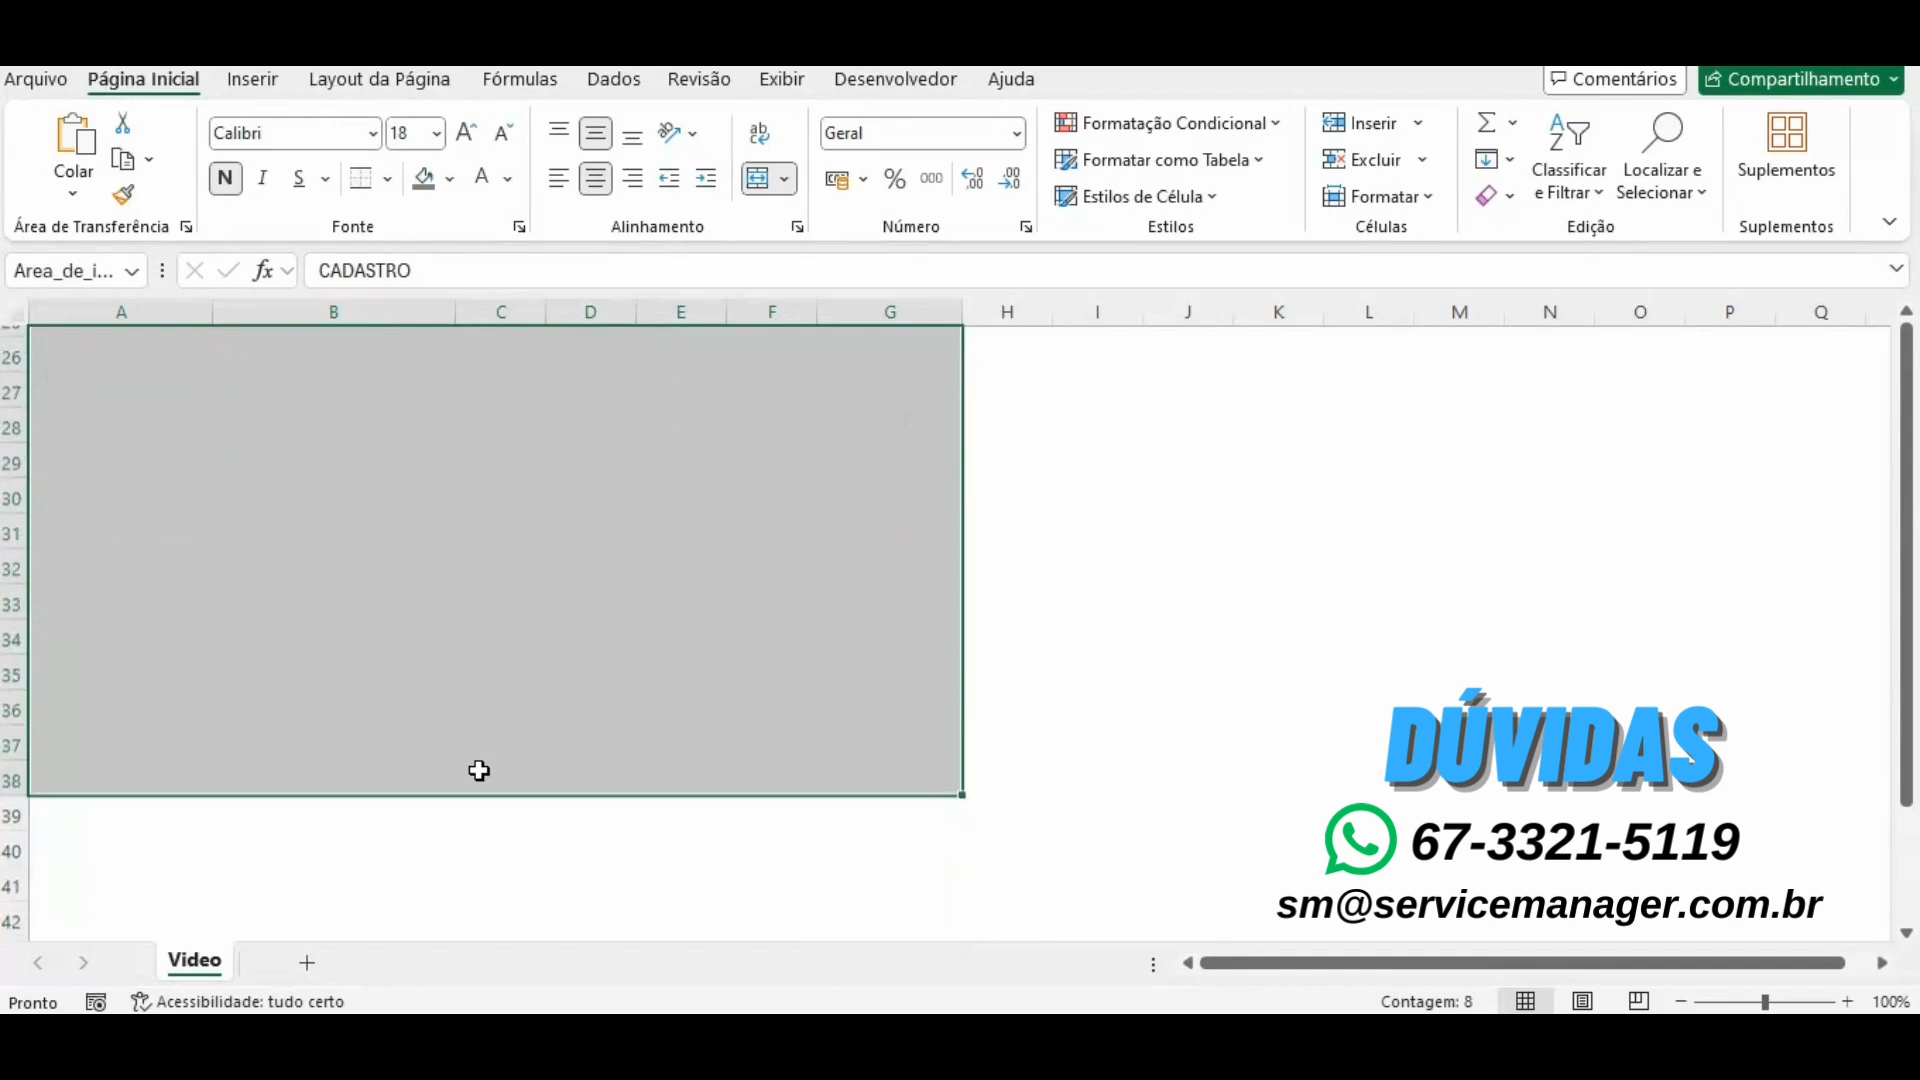 Arquivo Página Inicial Inserir Layout da Página Fórmulas Dados Revisão Exibir Desenvolvedor Ajuda Comentários Compartilhamento
Colar
Área de Transferência
Calibri 18
N I S A
Fonte
ab
Alinhamento
Geral
% 000
Número
Formatação Condicional
Formatar como Tabela
Estilos de Célula
Estilos
Inserir
Excluir
Formatar
Células
Classificar
e Filtrar
Localizar e
Selecionar
Edição
Suplementos
Suplementos
Area_de_i... fx CADASTRO
A B C D E F G H I J K L M N O P Q
26
27
28
29
30
31
32
33
34
35
36
37
38
39
40
41
42
DÚVIDAS
67-3321-5119
sm@servicemanager.com.br
Video
Pronto Acessibilidade: tudo certo Contagem: 8 100%